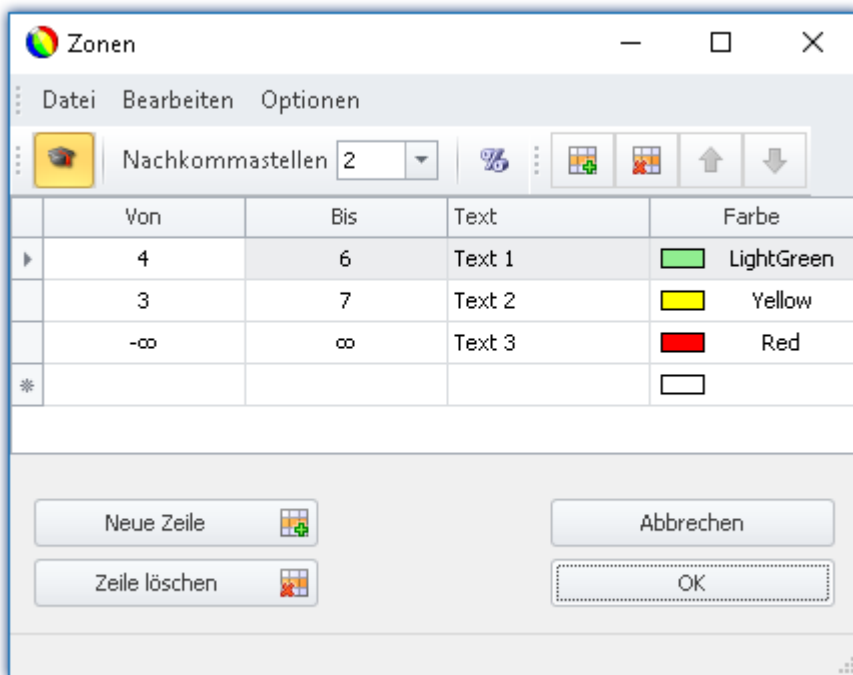 Zonen
Datei Bearbeiten Optionen
Nachkommastellen 2 %
Von Bis Text Farbe
4 6 Text 1 LightGreen
3 7 Text 2 Yellow
-∞ ∞ Text 3 Red
Neue Zeile Abbrechen
Zeile löschen OK